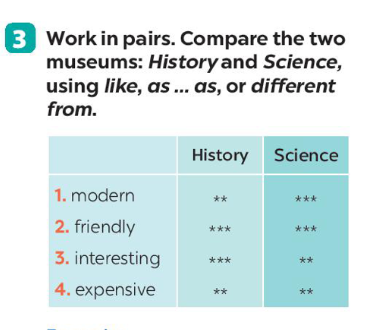 3 Work in pairs. Compare the two
museums: History and Science,
using like, as ... as, or different
from.
History Science
1. modern ** ***
2. friendly *** ***
3. interesting *** **
4. expensive ** **